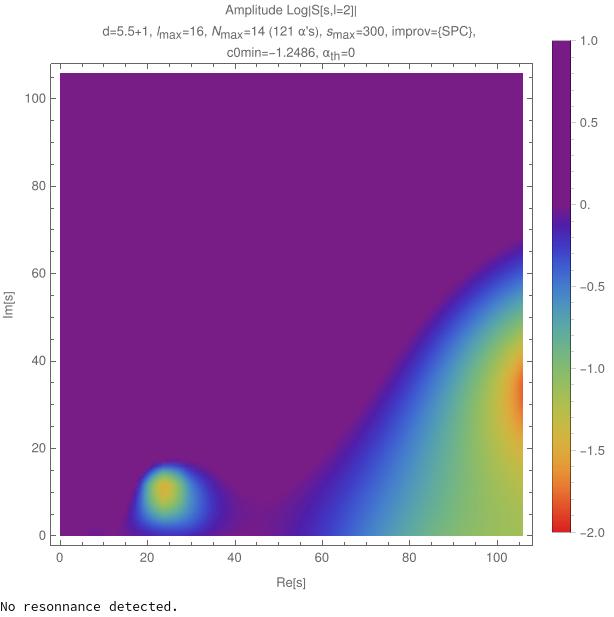 Amplitude Log|S[s,l=2]|
d=5.5+1, lmax=16, Nmax=14 (121 α's), smax=300, improv={SPC},
c0min=−1.2486, αth=0
100
80
60
40
20
0
0 20 40 60 80 100
Im[s]
Re[s]
1.0
0.5
0.
−0.5
−1.0
−1.5
−2.0
No resonnance detected.